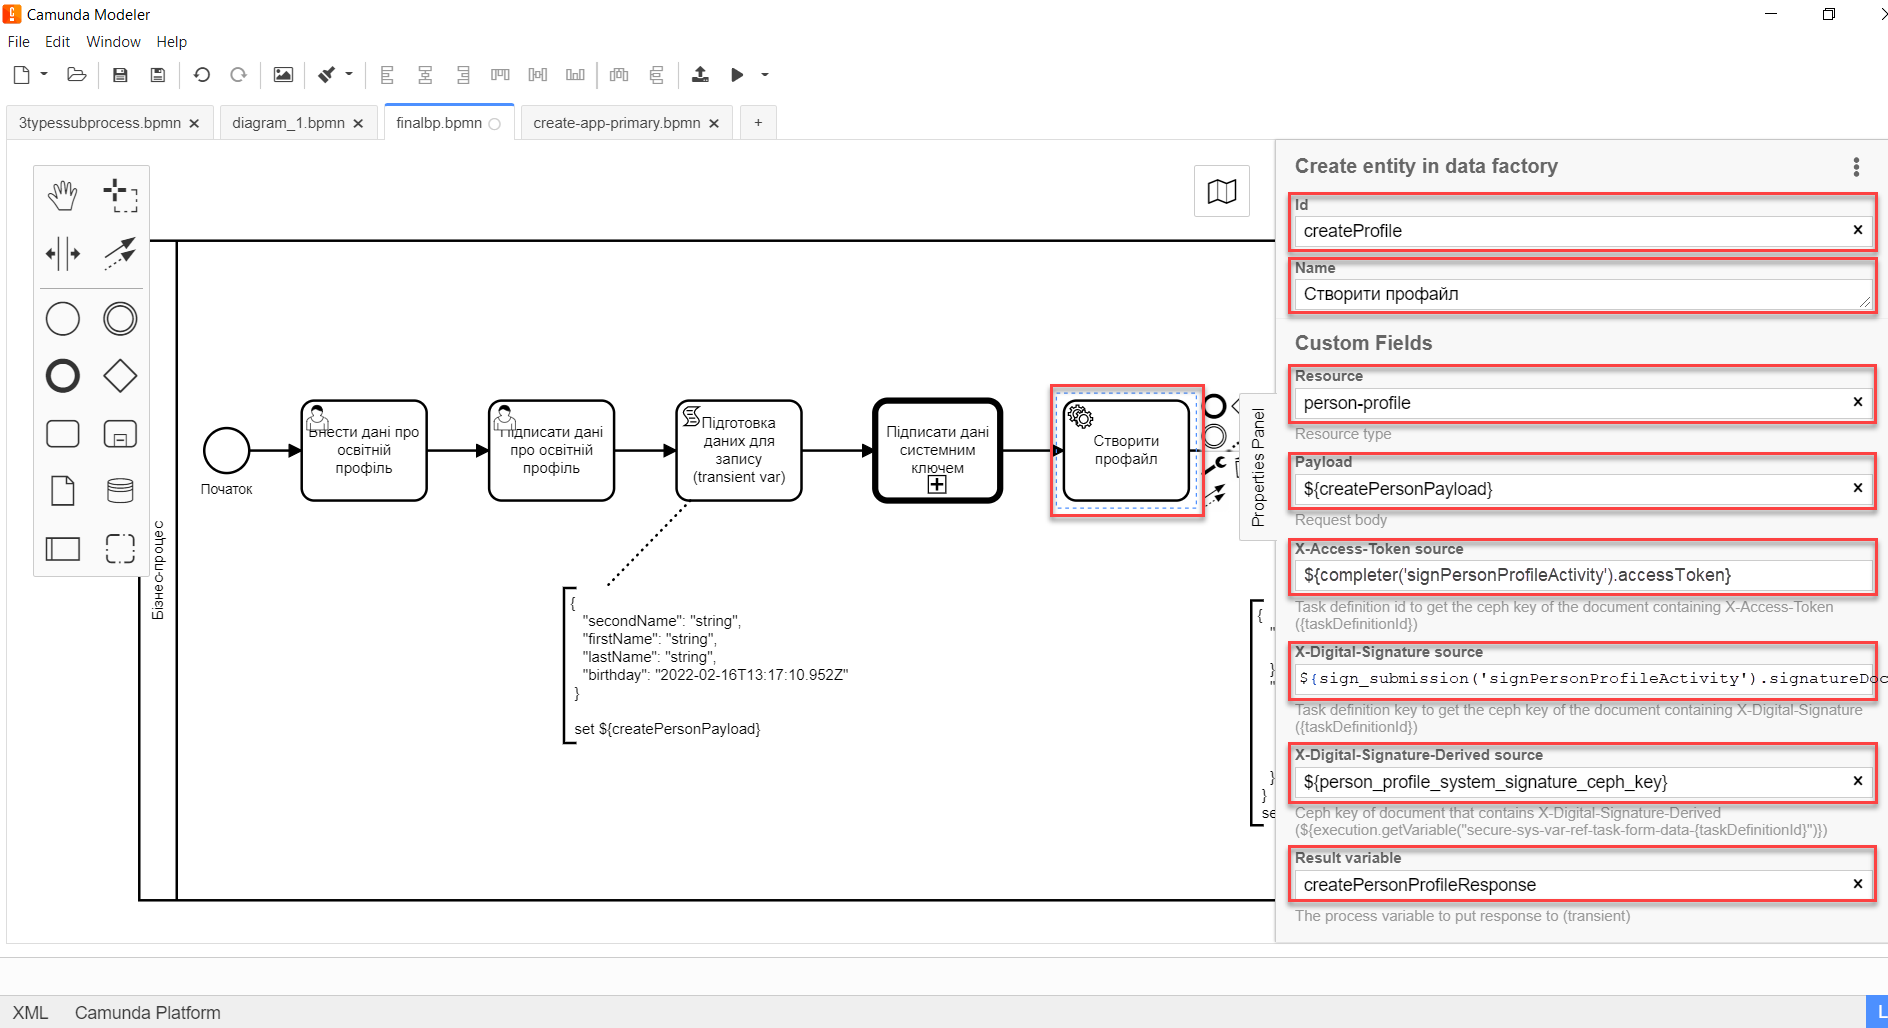 Camunda Modeler
File Edit Window Help
3typessubprocess.bpmn
diagram_1.bpmn
finalbp.bpmn
create-app-primary.bpmn
+
Бізнес-процес
Початок
Внести дані про
освітній
профіль
Підписати дані
про освітній
профіль
Підготовка
даних для
запису
(transient var)
Підписати дані
системним
ключем
Створити
профайл
{
"secondName": "string",
"firstName": "string",
"lastName": "string",
"birthday": "2022-02-16T13:17:10.952Z"
}
set ${createPersonPayload}
{
"
}
"
}
}
se
Properties Panel
Create entity in data factory
Id
createProfile
Name
Створити профайл
Custom Fields
Resource
person-profile
Resource type
Payload
${createPersonPayload}
Request body
X-Access-Token source
${completer('signPersonProfileActivity').accessToken}
Task definition id to get the ceph key of the document containing X-Access-Token
({taskDefinitionId})
X-Digital-Signature source
${sign_submission('signPersonProfileActivity').signatureDoc
Task definition key to get the ceph key of the document containing X-Digital-Signature
({taskDefinitionId})
X-Digital-Signature-Derived source
${person_profile_system_signature_ceph_key}
Ceph key of document that contains X-Digital-Signature-Derived
(${execution.getVariable("secure-sys-var-ref-task-form-data-{taskDefinitionId}")})
Result variable
createPersonProfileResponse
The process variable to put response to (transient)
XML Camunda Platform
L